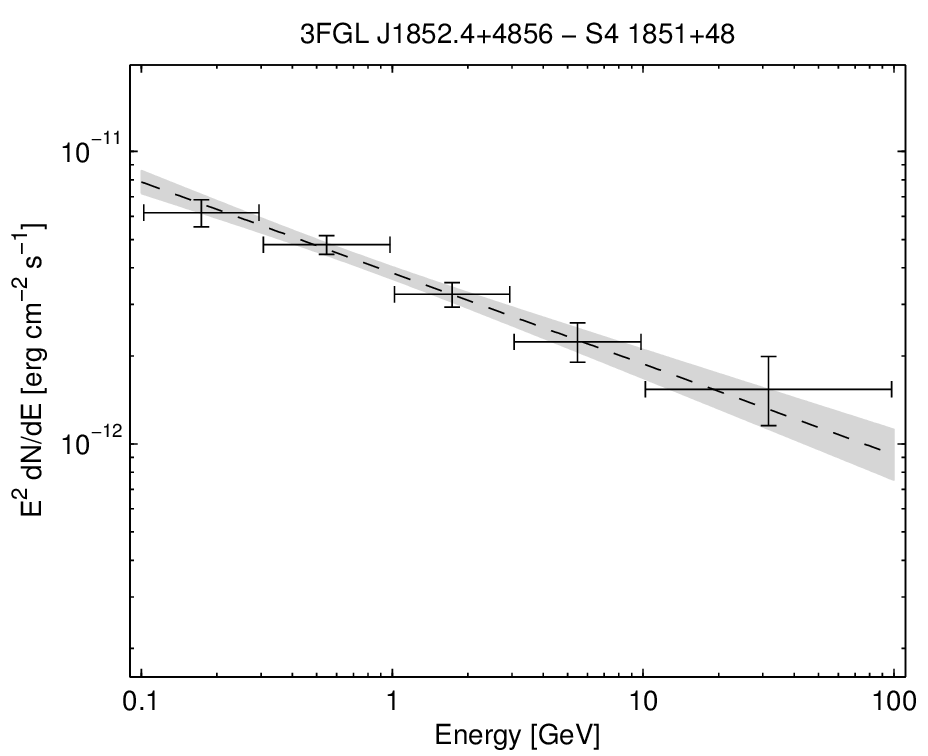 3FGL J1852.4+4856 − S4 1851+48
E² dN/dE [erg cm⁻² s⁻¹]
10⁻¹¹
10⁻¹²
0.1 1 10 100
Energy [GeV]